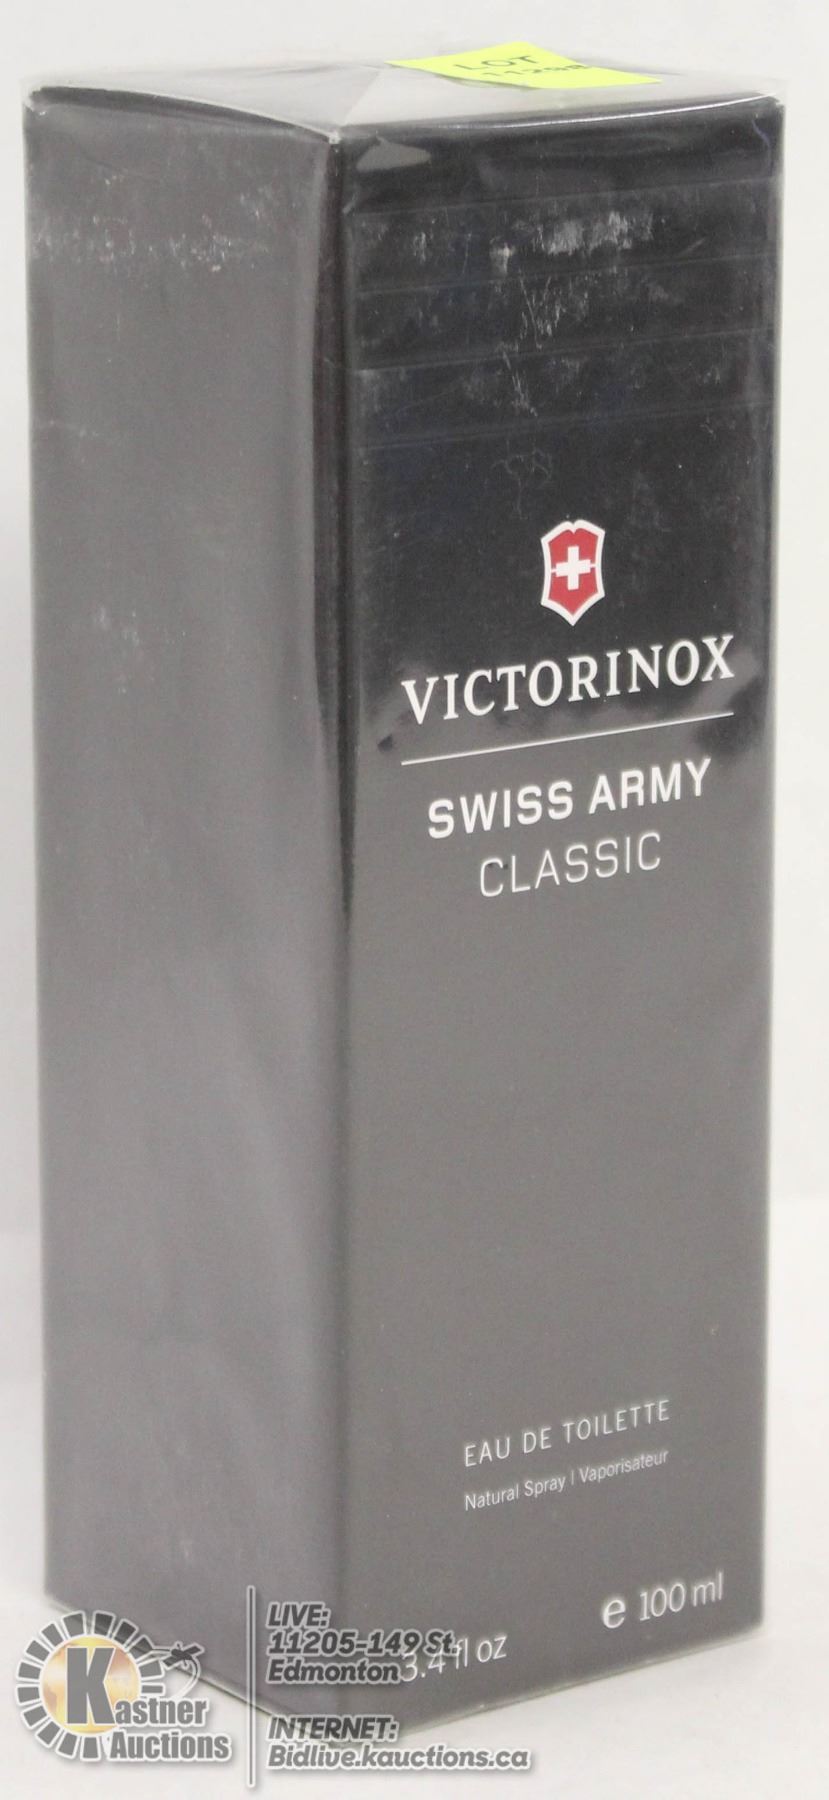 LOT
VICTORINOX
SWISS ARMY
CLASSIC
EAU DE TOILETTE
Natural Spray | Vaporisateur
3.4 fl oz
e 100 ml
K
Kastner
Auctions
LIVE:
11205-149 St.
Edmonton
INTERNET:
Bidlive.kauctions.ca